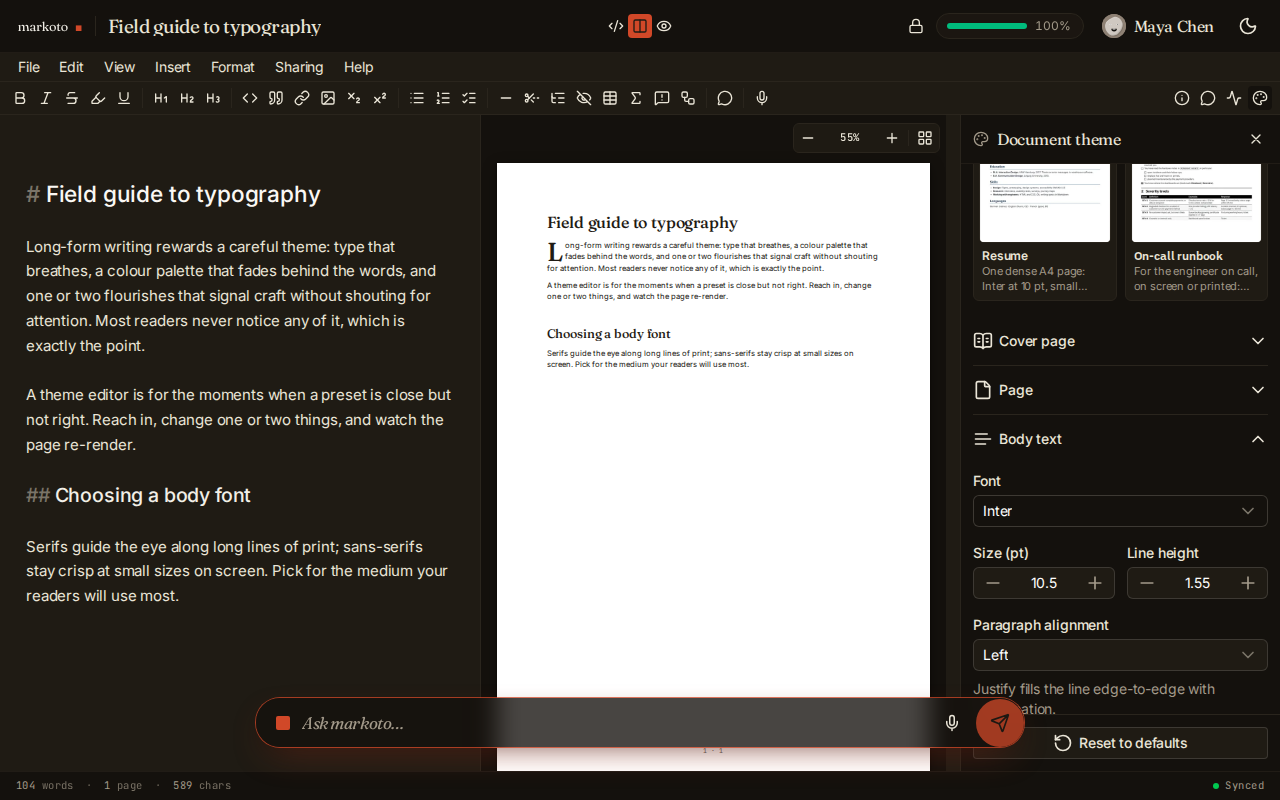 markoto
Field guide to typography
100%
Maya Chen
File Edit View Insert Format Sharing Help
H1 H2 H3
55%
Document theme
# Field guide to typography
Long-form writing rewards a careful theme: type that
breathes, a colour palette that fades behind the words, and
one or two flourishes that signal craft without shouting for
attention. Most readers never notice any of it, which is
exactly the point.
A theme editor is for the moments when a preset is close but
not right. Reach in, change one or two things, and watch the
page re-render.
## Choosing a body font
Serifs guide the eye along long lines of print; sans-serifs
stay crisp at small sizes on screen. Pick for the medium your
readers will use most.
Field guide to typography
Long-form writing rewards a careful theme: type that breathes, a colour palette that
fades behind the words, and one or two flourishes that signal craft without shouting
for attention. Most readers never notice any of it, which is exactly the point.
A theme editor is for the moments when a preset is close but not right. Reach in, change
one or two things, and watch the page re-render.
Choosing a body font
Serifs guide the eye along long lines of print; sans-serifs stay crisp at small sizes on
screen. Pick for the medium your readers will use most.
1 · 1
Resume
One dense A4 page:
Inter at 10 pt, small...
On-call runbook
For the engineer on call,
on screen or printed:...
Cover page
Page
Body text
Font
Inter
Size (pt)
Line height
10.5
1.55
Paragraph alignment
Left
Justify fills the line edge-to-edge with
Reset to defaults
Ask markoto...
104 words · 1 page · 589 chars
Synced